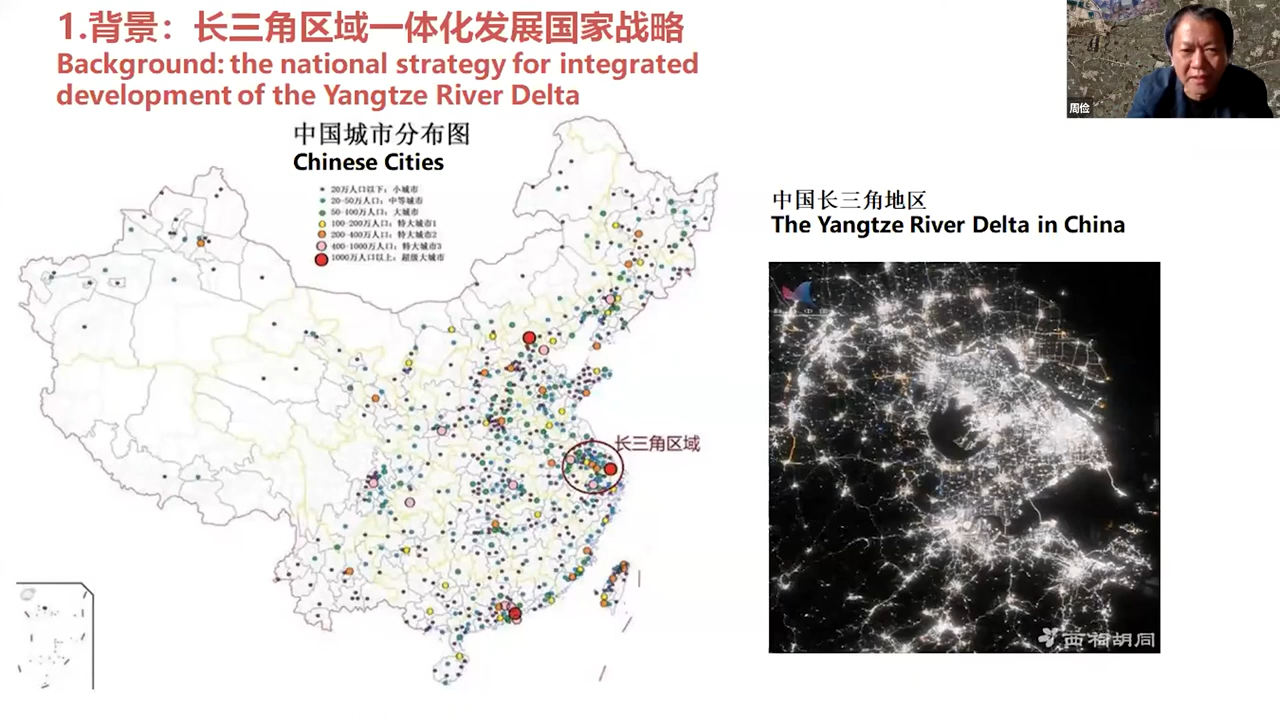 1.背景：长三角区域一体化发展国家战略
Background: the national strategy for integrated
development of the Yangtze River Delta
周俭
中国城市分布图
Chinese Cities
20万人口以下：小城市
20-50万人口：中等城市
50-100万人口：大城市
100-200万人口：特大城市1
200-400万人口：特大城市2
400-1000万人口：特大城市3
1000万人口以上：超级大城市
长三角区域
中国长三角地区
The Yangtze River Delta in China
西福胡同